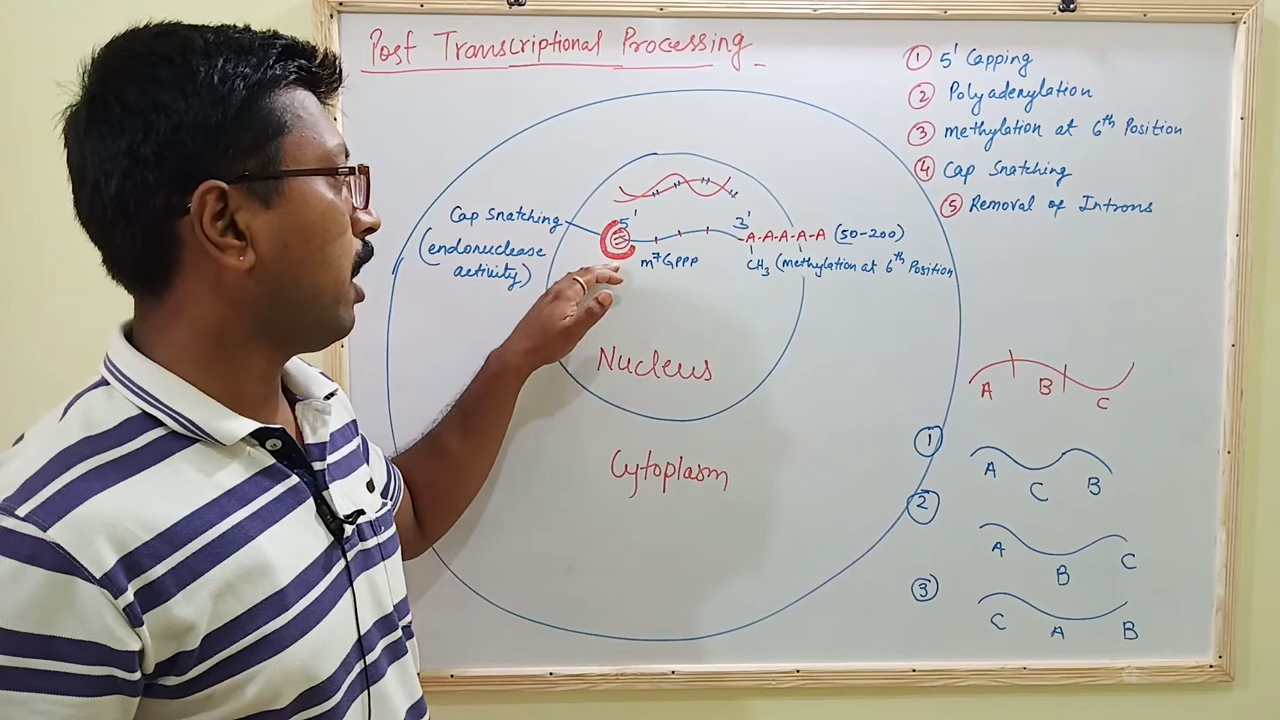 Post Transcriptional Processing
① 5' Capping
② Polyadenylation
③ methylation at 6th Position
④ Cap Snatching
⑤ Removal of Introns
Cap Snatching
(endonuclease
activity)
5'
3'
A-A-A-A-A (50-200)
m7GPPP
CH3 (methylation at 6th Position
Nucleus
Cytoplasm
A B C
① A C B
② A B C
③ C A B